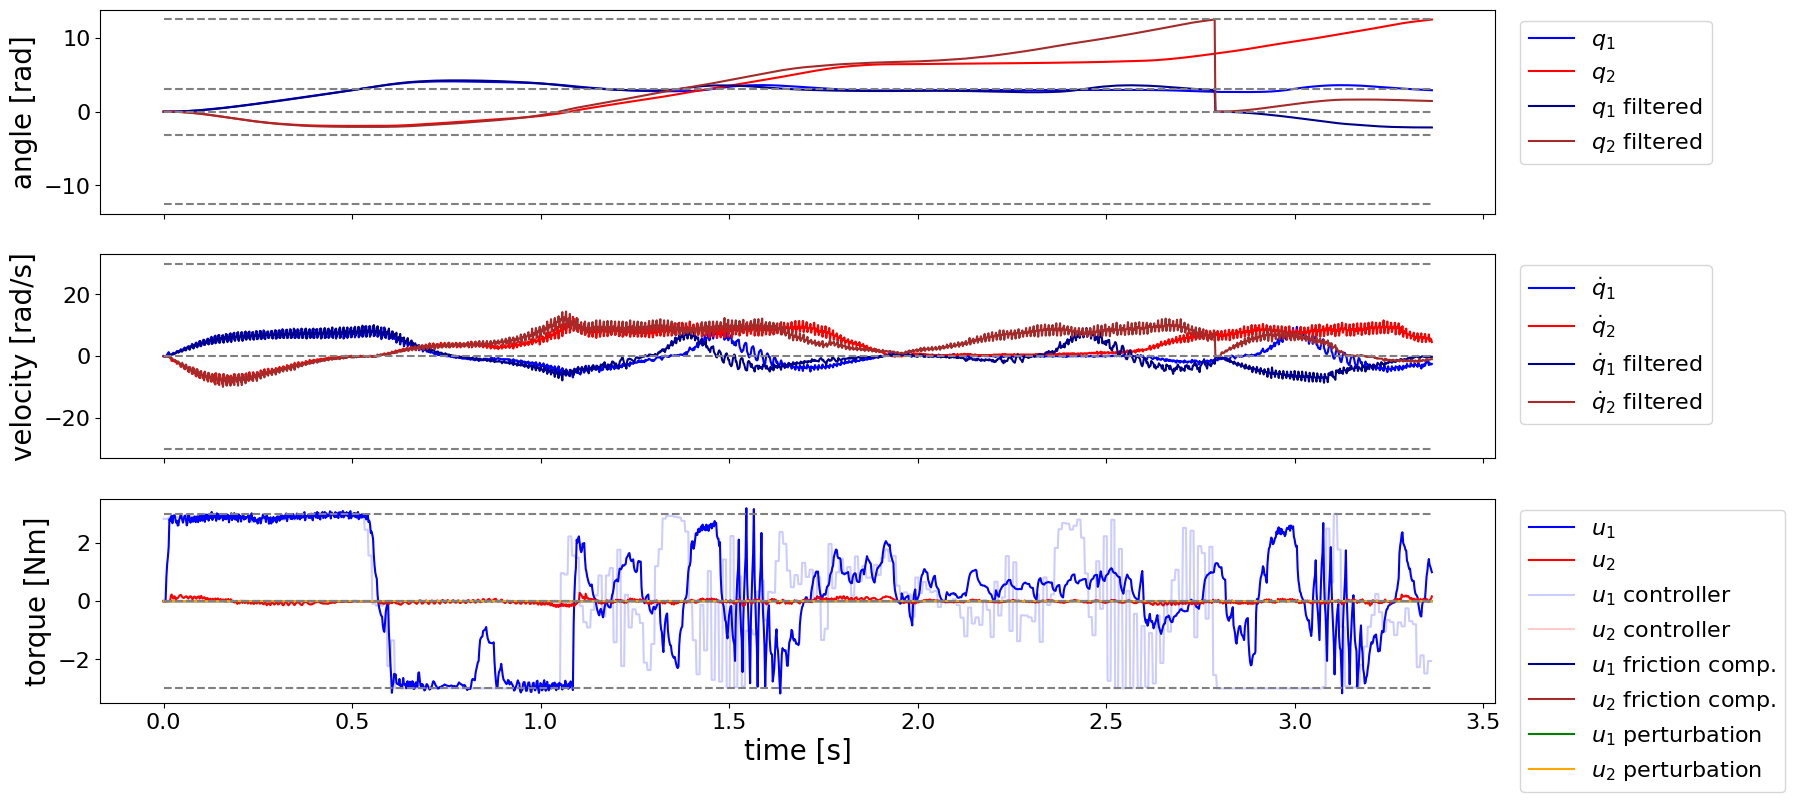 angle [rad]
10
0
−10
q₁
q₂
q₁ filtered
q₂ filtered
velocity [rad/s]
20
0
−20
q̇₁
q̇₂
q̇₁ filtered
q̇₂ filtered
torque [Nm]
2
0
−2
0.0 0.5 1.0 1.5 2.0 2.5 3.0 3.5
time [s]
u₁
u₂
u₁ controller
u₂ controller
u₁ friction comp.
u₂ friction comp.
u₁ perturbation
u₂ perturbation